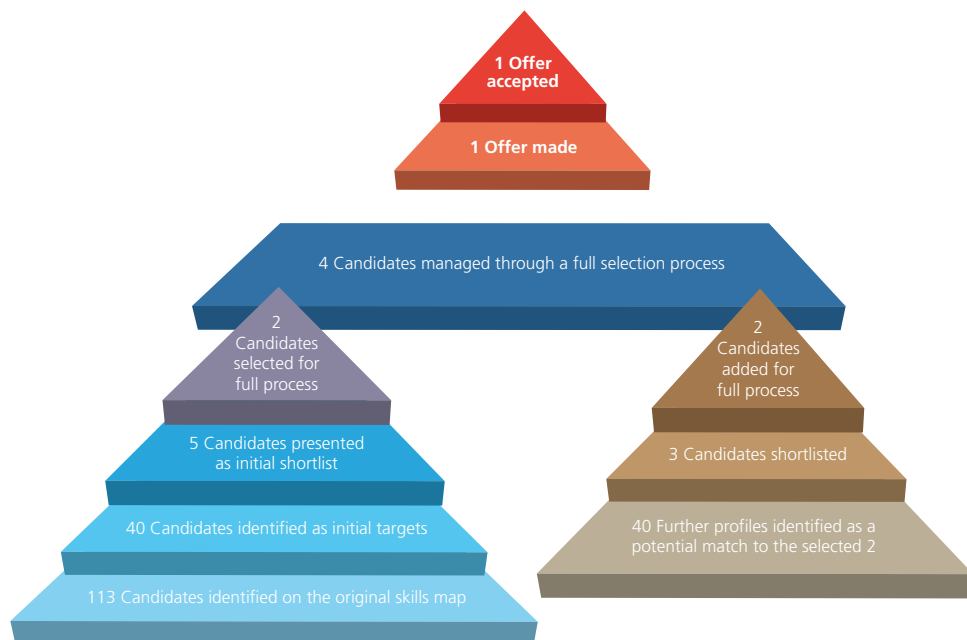 1 Offer
accepted
1 Offer made
4 Candidates managed through a full selection process
2
Candidates
selected for
full process
5 Candidates presented
as initial shortlist
40 Candidates identified as initial targets
113 Candidates identified on the original skills map
2
Candidates
added for
full process
3 Candidates shortlisted
40 Further profiles identified as a
potential match to the selected 2